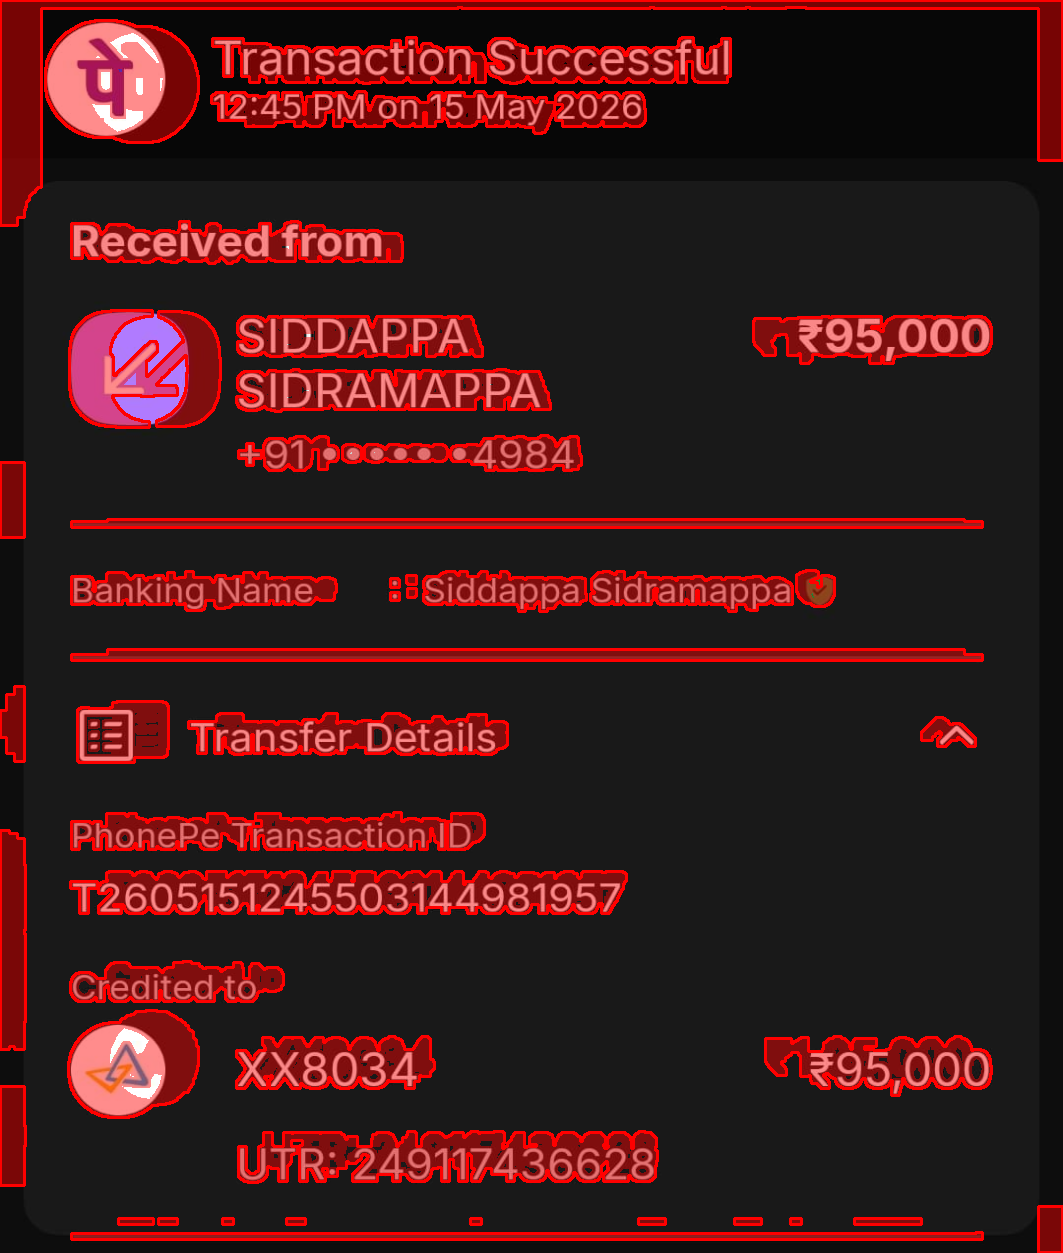 पे
Transaction Successful
12:45 PM on 15 May 2026
Received from
SIDDAPPA
SIDRAMAPPA
₹95,000
+91 ••••••4984
Banking Name : Siddappa Sidramappa
Transfer Details
PhonePe Transaction ID
T2605151245503144981957
Credited to
XX8034
₹95,000
UTR: 249117436628